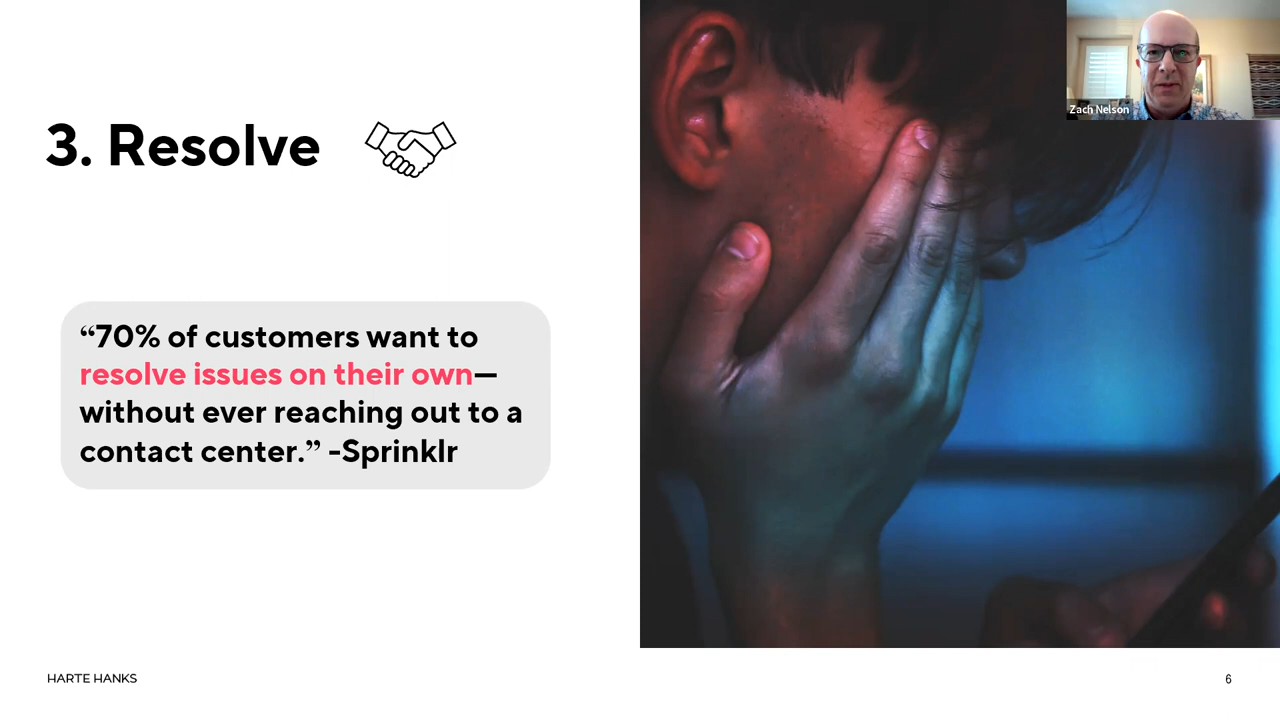 Zach Nelson
3. Resolve
“70% of customers want to
resolve issues on their own—
without ever reaching out to a
contact center.” -Sprinklr
HARTE HANKS
6